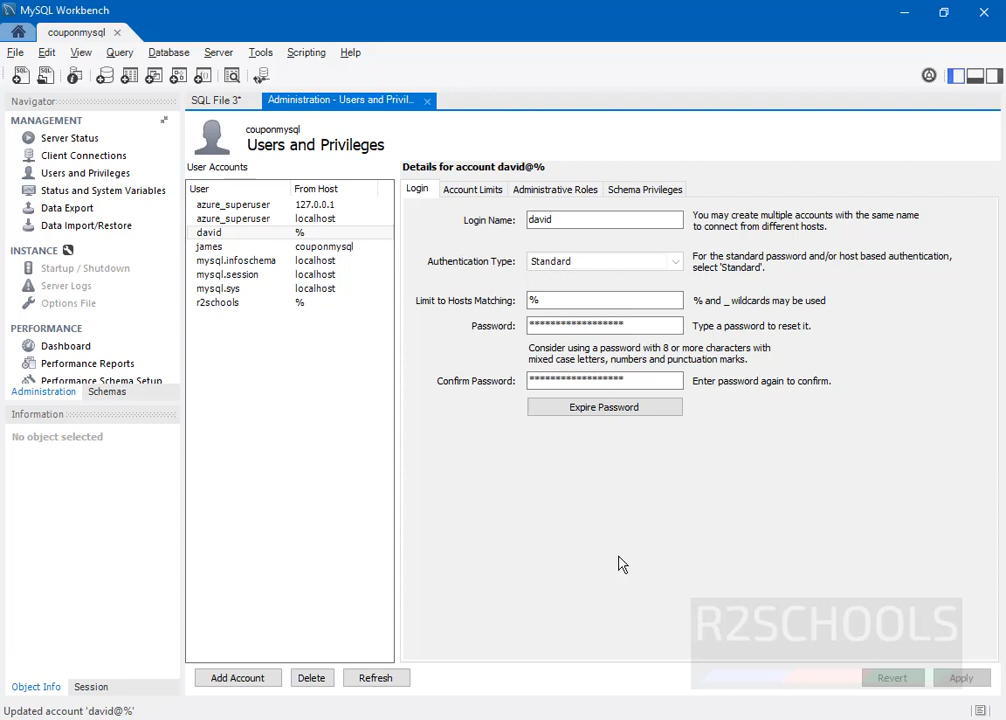 MySQL Workbench
couponmysql
File Edit View Query Database Server Tools Scripting Help
Navigator
MANAGEMENT
Server Status
Client Connections
Users and Privileges
Status and System Variables
Data Export
Data Import/Restore
INSTANCE
Startup / Shutdown
Server Logs
Options File
PERFORMANCE
Dashboard
Performance Reports
Performance Schema Setup
Administration Schemas
Information
No object selected
Object Info Session
SQL File 3* Administration - Users and Privil...
couponmysql
Users and Privileges
User Accounts
User From Host
azure_superuser 127.0.0.1
azure_superuser localhost
david %
james couponmysql
mysql.infoschema localhost
mysql.session localhost
mysql.sys localhost
r2schools %
Add Account Delete Refresh
Details for account david@%
Login Account Limits Administrative Roles Schema Privileges
Login Name: david You may create multiple accounts with the same name
to connect from different hosts.
Authentication Type: Standard For the standard password and/or host based authentication,
select 'Standard'.
Limit to Hosts Matching: % % and _ wildcards may be used
Password: ****************** Type a password to reset it.
Consider using a password with 8 or more characters with
mixed case letters, numbers and punctuation marks.
Confirm Password: ****************** Enter password again to confirm.
Expire Password
R2SCHOOLS
Revert Apply
Updated account 'david@%'